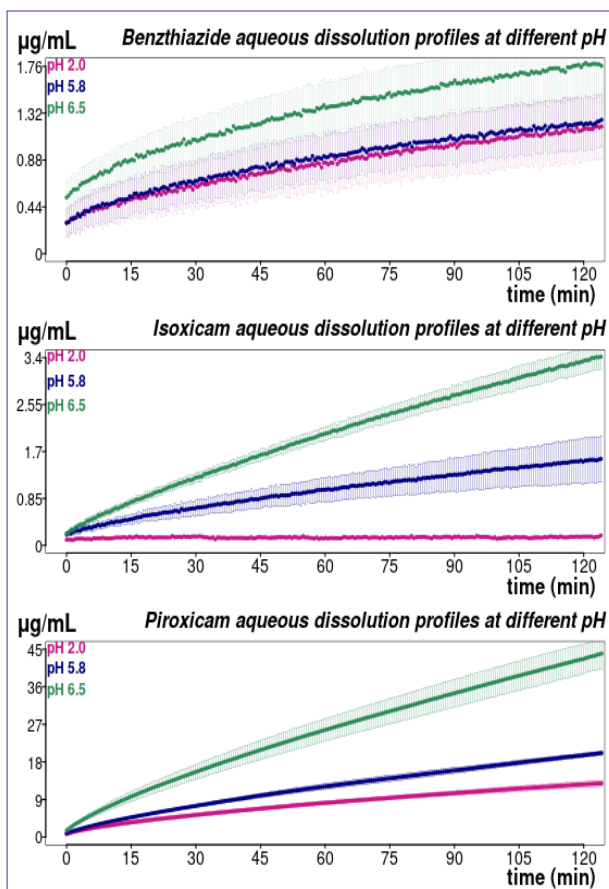 Benzthiazide aqueous dissolution profiles at different pH
µg/mL
pH 2.0
pH 5.8
pH 6.5
1.76
1.32
0.88
0.44
0
0 15 30 45 60 75 90 105 120
time (min)
Isoxicam aqueous dissolution profiles at different pH
µg/mL
pH 2.0
pH 5.8
pH 6.5
3.4
2.55
1.7
0.85
0
0 15 30 45 60 75 90 105 120
time (min)
Piroxicam aqueous dissolution profiles at different pH
µg/mL
pH 2.0
pH 5.8
pH 6.5
45
36
27
18
9
0
0 15 30 45 60 75 90 105 120
time (min)